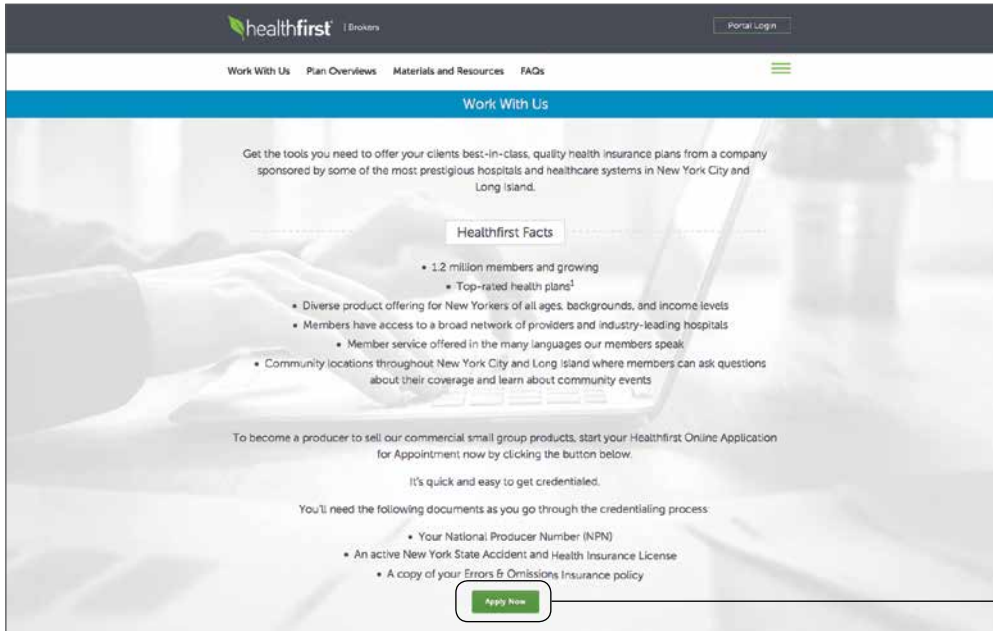 healthfirst | Brokers
Portal Login
Work With Us Plan Overviews Materials and Resources FAQs
Work With Us
Get the tools you need to offer your clients best-in-class, quality health insurance plans from a company
sponsored by some of the most prestigious hospitals and healthcare systems in New York City and
Long Island.
Healthfirst Facts
• 1.2 million members and growing
• Top-rated health plans¹
• Diverse product offering for New Yorkers of all ages, backgrounds, and income levels
• Members have access to a broad network of providers and industry-leading hospitals
• Member service offered in the many languages our members speak
• Community locations throughout New York City and Long Island where members can ask questions
about their coverage and learn about community events
To become a producer to sell our commercial small group products, start your Healthfirst Online Application
for Appointment now by clicking the button below.
It's quick and easy to get credentialed.
You'll need the following documents as you go through the credentialing process:
• Your National Producer Number (NPN)
• An active New York State Accident and Health Insurance License
• A copy of your Errors & Omissions Insurance policy
Apply Now